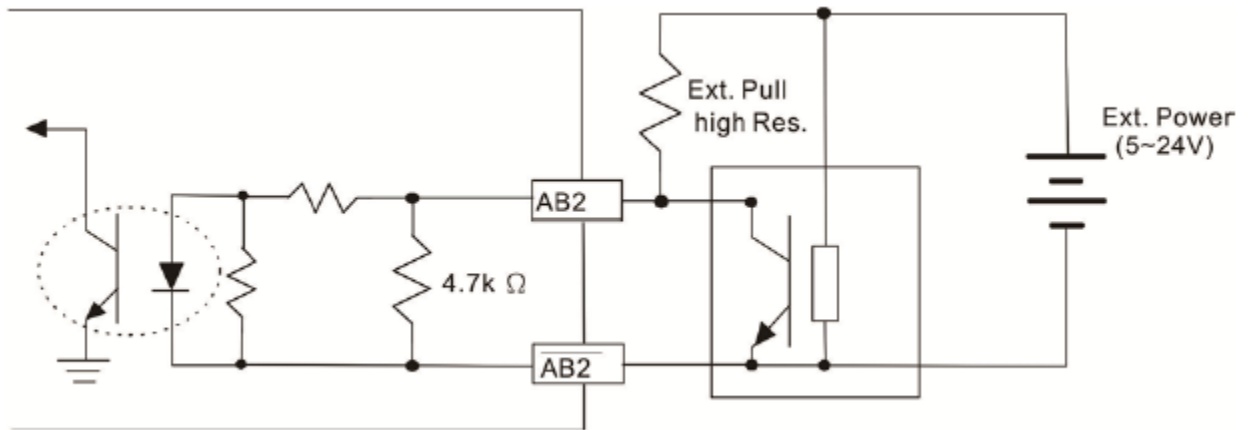 Ext. Pull
high Res.
Ext. Power
(5~24V)
AB2
4.7k Ω
AB2